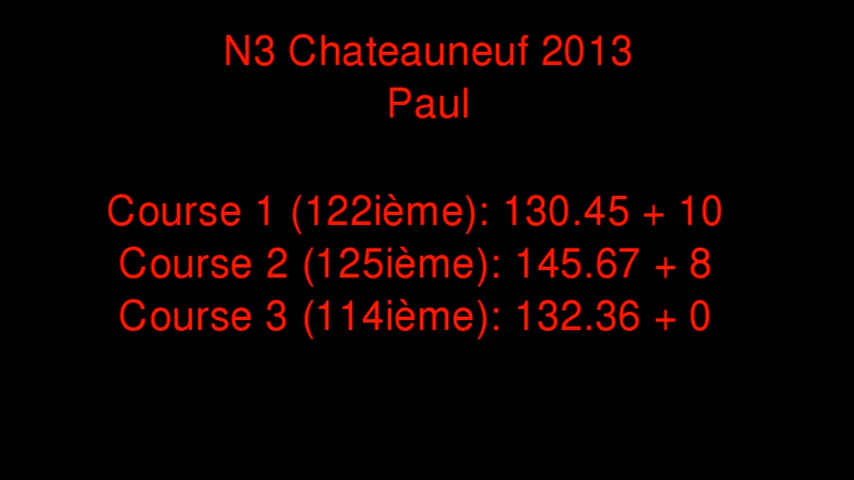 N3 Chateauneuf 2013
Paul
Course 1 (122ième): 130.45 + 10
Course 2 (125ième): 145.67 + 8
Course 3 (114ième): 132.36 + 0